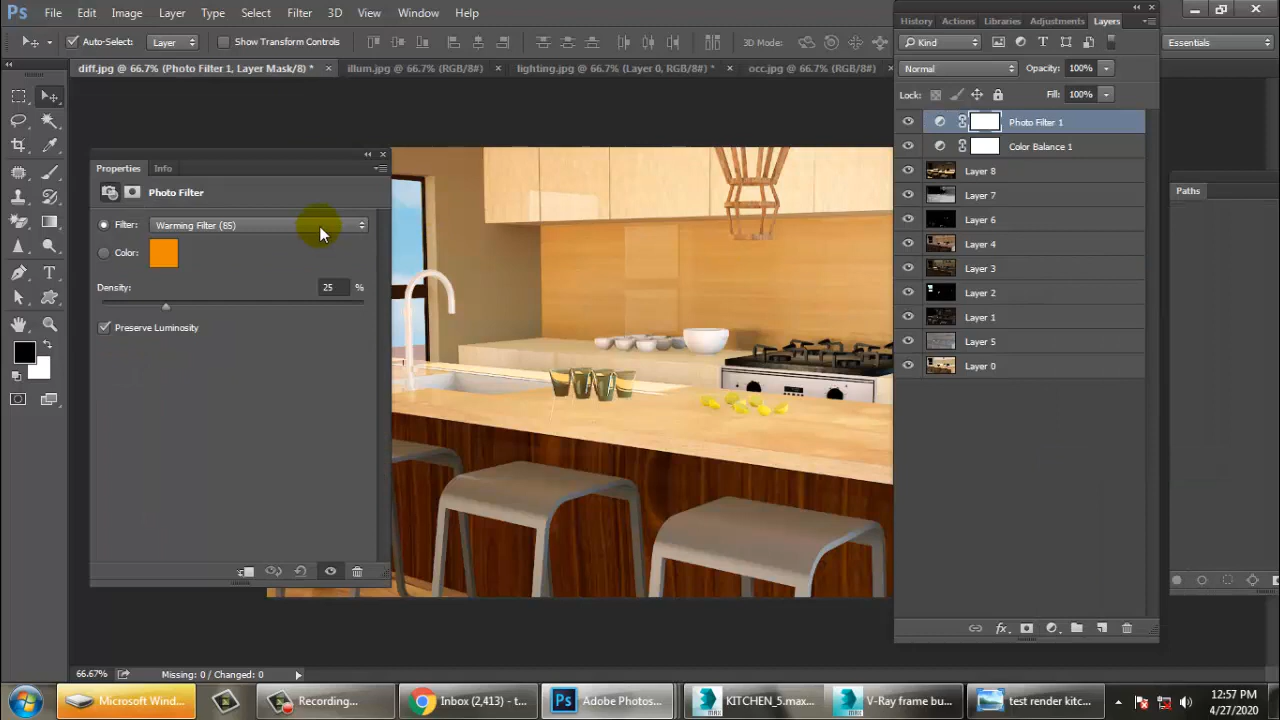 Ps File Edit Image Layer Type Select Filter 3D View Window Help
Auto-Select: Layer Show Transform Controls 3D Mode: Essentials
diff.jpg @ 66.7% (Photo Filter 1, Layer Mask/8) * × illum.jpg @ 66.7% (RGB/8#) × lighting.jpg @ 66.7% (Layer 0, RGB/8#) * × occ.jpg @ 66.7% (RGB/8#) ×
History Actions Libraries Adjustments Layers
Kind
Normal Opacity: 100%
Lock: Fill: 100%
Photo Filter 1
Color Balance 1
Layer 8
Layer 7
Layer 6
Layer 4
Layer 3
Layer 2
Layer 1
Layer 5
Layer 0
Paths
Properties Info
Photo Filter
Filter: Warming Filter (85)
Color:
Density: 25 %
Preserve Luminosity
66.67% Missing: 0 / Changed: 0
Microsoft Wind... Recording... Inbox (2,413) - t... Ps Adobe Photos... KITCHEN_5.max... V-Ray frame bu... test render kitc...
12:57 PM
4/27/2020